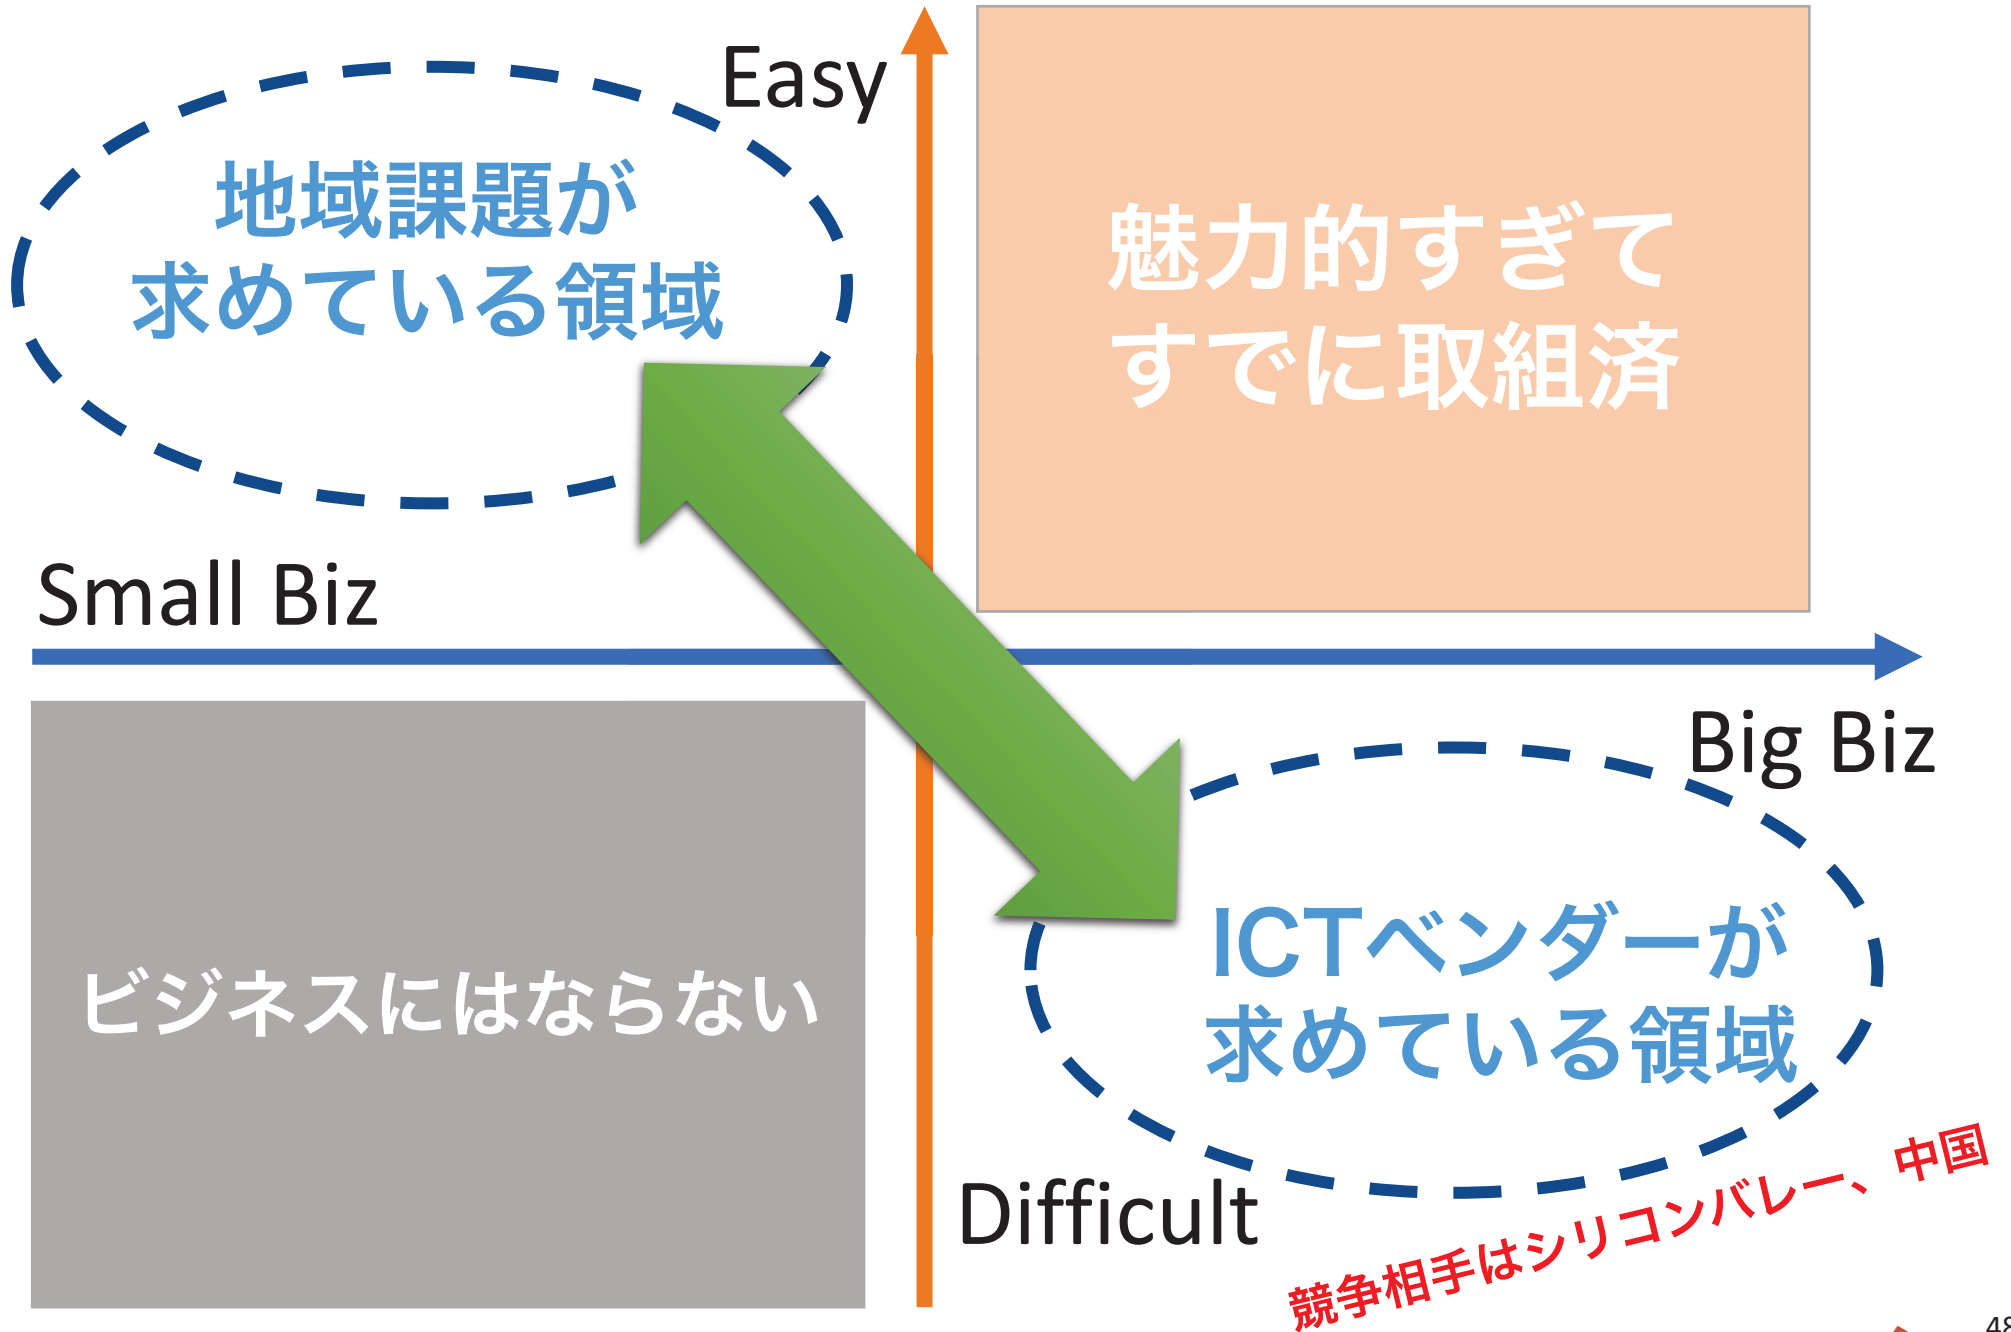 Easy
地域課題が
求めている領域
魅力的すぎて
すでに取組済
Small Biz
Big Biz
ビジネスにはならない
ICTベンダーが
求めている領域
Difficult
競争相手はシリコンバレー、中国
48